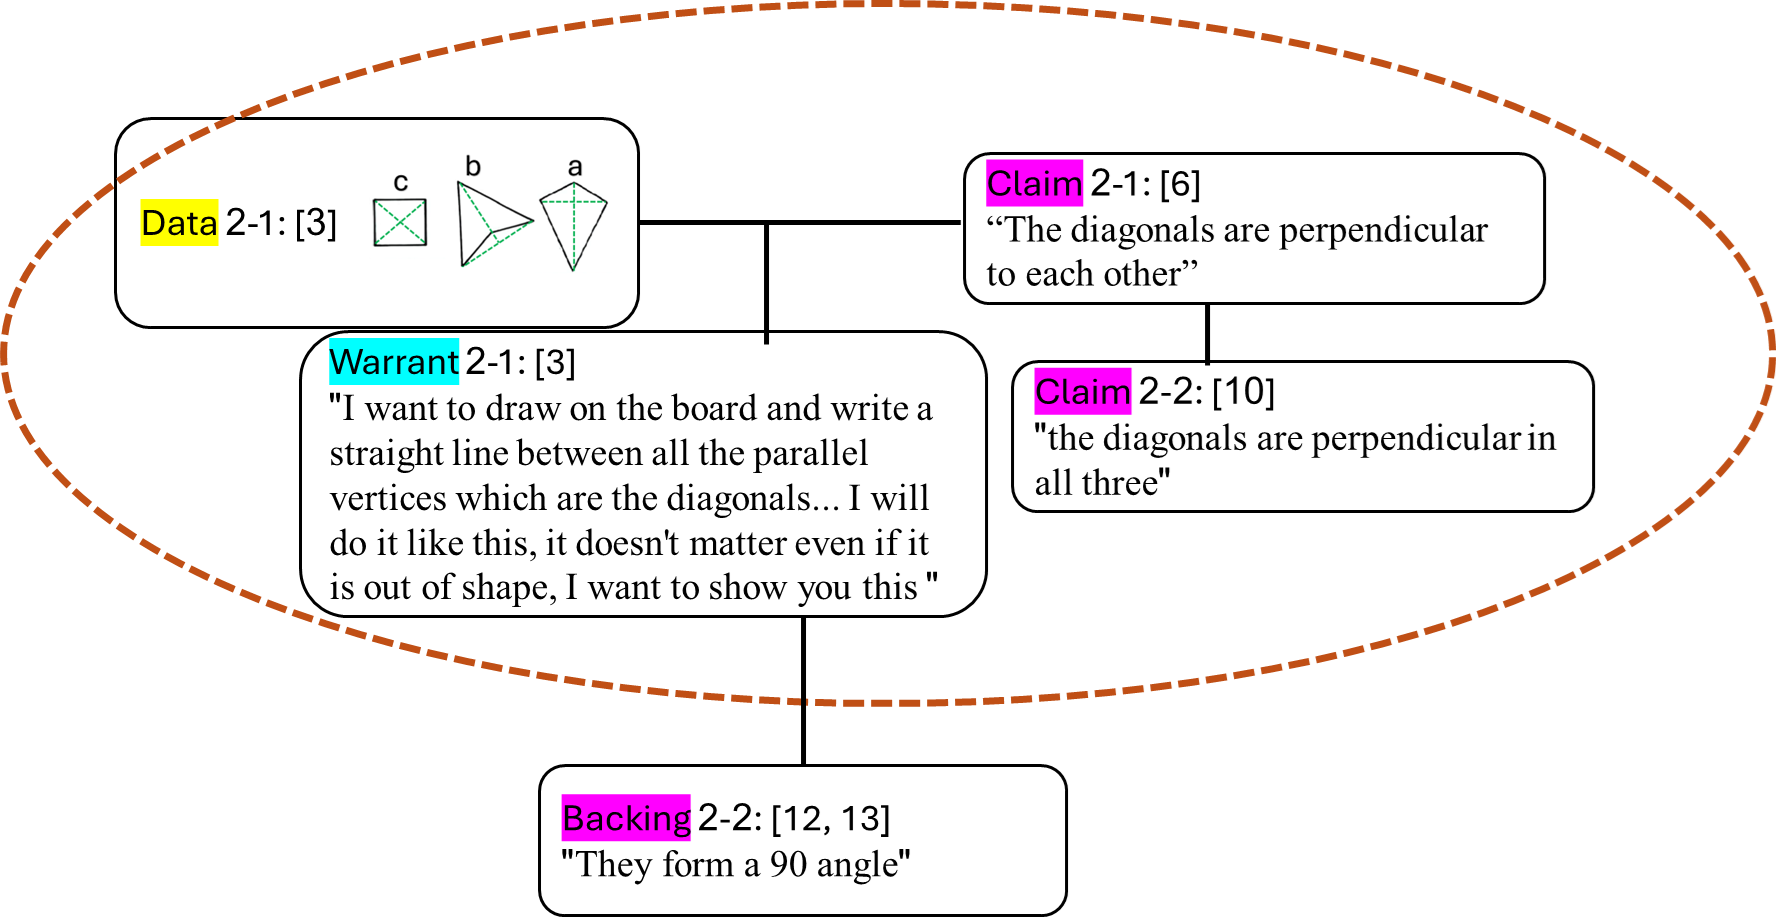 Data 2-1: [3]
c
b
a
Claim 2-1: [6]
“The diagonals are perpendicular
to each other”
Warrant 2-1: [3]
"I want to draw on the board and write a
straight line between all the parallel
vertices which are the diagonals... I will
do it like this, it doesn't matter even if it
is out of shape, I want to show you this "
Claim 2-2: [10]
"the diagonals are perpendicular in
all three"
Backing 2-2: [12, 13]
"They form a 90 angle"